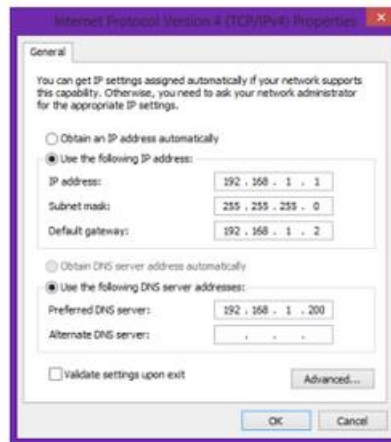 Internet Protocol Version 4 (TCP/IPv4) Properties
General
You can get IP settings assigned automatically if your network supports
this capability. Otherwise, you need to ask your network administrator
for the appropriate IP settings.
Obtain an IP address automatically
Use the following IP address:
IP address: 192 . 168 . 1 . 1
Subnet mask: 255 . 255 . 255 . 0
Default gateway: 192 . 168 . 1 . 2
Obtain DNS server address automatically
Use the following DNS server addresses:
Preferred DNS server: 192 . 168 . 1 . 200
Alternate DNS server: . . .
Validate settings upon exit
Advanced...
OK Cancel